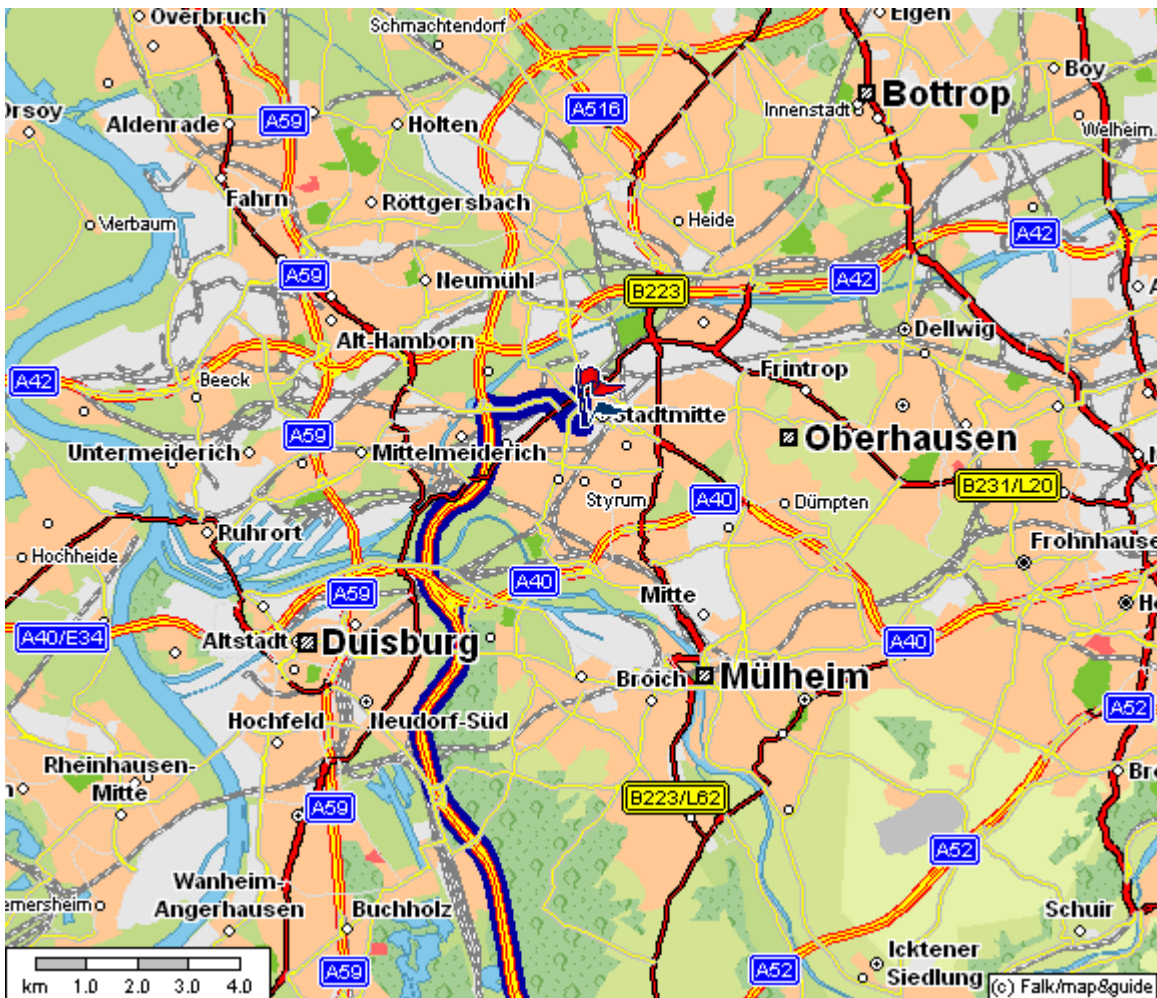 Overbruch
Schmachtendorf
Eigen
Boy
Orsoy
Aldenrade
A59
Holten
A516
Innenstadt
Bottrop
Welheim
Fahrn
Röttgersbach
Vierbaum
Heide
A42
A59
Neumühl
B223
A42
Alt-Hamborn
Dellwig
A42
Beeck
Frintrop
Stadtmitte
A59
Untermeiderich
Mittelmeiderich
Oberhausen
B231/L20
Styrum
A40
Dümpten
Ruhrort
Hochheide
Frohnhause
A59
A40
Mitte
A40/E34
Altstadt
Duisburg
A40
Broich
Mülheim
Hochfeld
Neudorf-Süd
A52
Rheinhausen-
Mitte
A59
B223/L62
A52
Wanheim-
Angerhausen
Buchholz
emersheim
Schuir
Icktener
Siedlung
A59
A52
km 1.0 2.0 3.0 4.0
(c) Falk/map&guide